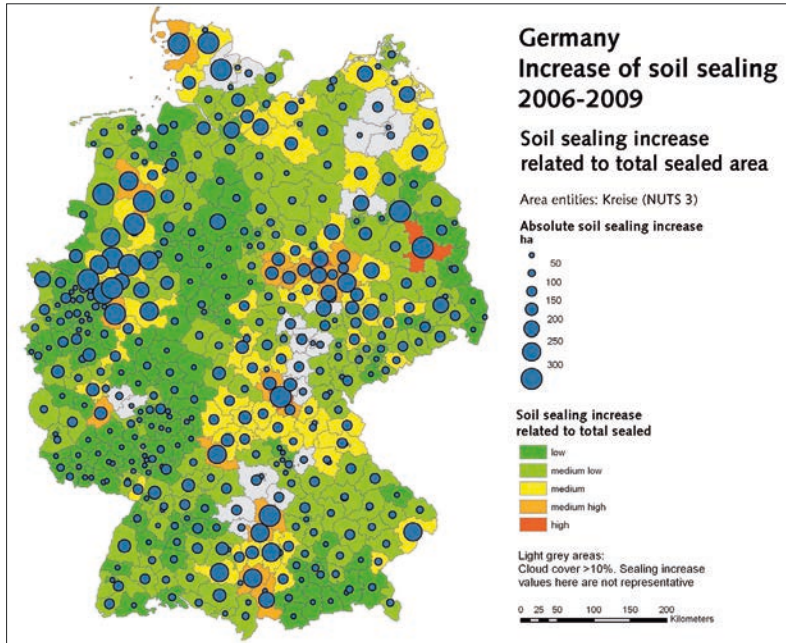 Germany
Increase of soil sealing
2006-2009
Soil sealing increase
related to total sealed area
Area entities: Kreise (NUTS 3)
Absolute soil sealing increase
ha
50
100
150
200
250
300
Soil sealing increase
related to total sealed
low
medium low
medium
medium high
high
Light grey areas:
Cloud cover >10%. Sealing increase
values here are not representative
0 25 50 100 150 200
Kilometers